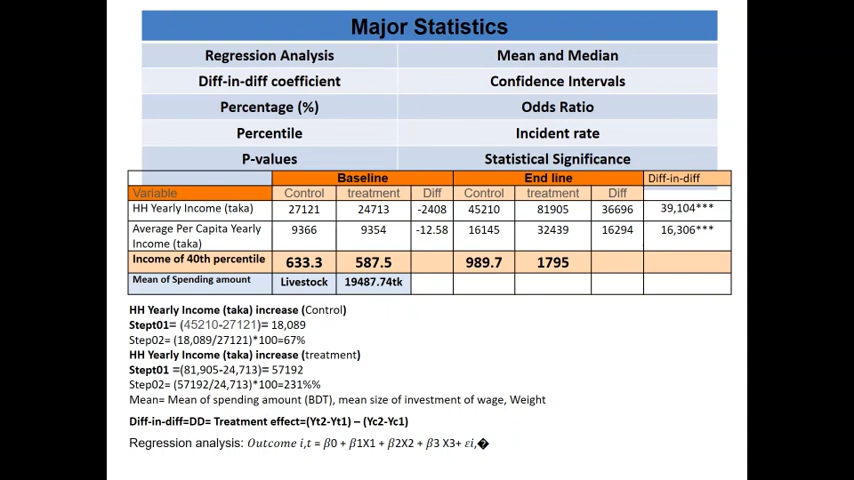 Major Statistics
Regression Analysis Mean and Median
Diff-in-diff coefficient Confidence Intervals
Percentage (%) Odds Ratio
Percentile Incident rate
P-values Statistical Significance
Baseline End line Diff-in-diff
Variable Control treatment Diff Control treatment Diff
HH Yearly Income (taka) 27121 24713 -2408 45210 81905 36696 39,104***
Average Per Capita Yearly 9366 9354 -12.58 16145 32439 16294 16,306***
Income (taka)
Income of 40th percentile 633.3 587.5 989.7 1795
Mean of Spending amount Livestock 19487.74tk
HH Yearly Income (taka) increase (Control)
Stept01= (45210-27121)= 18,089
Step02= (18,089/27121)*100=67%
HH Yearly Income (taka) increase (treatment)
Stept01 =(81,905-24,713)= 57192
Step02= (57192/24,713)*100=231%%
Mean= Mean of spending amount (BDT), mean size of investment of wage, Weight
Diff-in-diff=DD= Treatment effect=(Yt2-Yt1) – (Yc2-Yc1)
Regression analysis: 𝑂𝑢𝑡𝑐𝑜𝑚𝑒 𝑖,𝑡 = 𝛽0 + 𝛽1X1 + 𝛽2X2 + 𝛽3 X3+ 𝜀𝑖,�